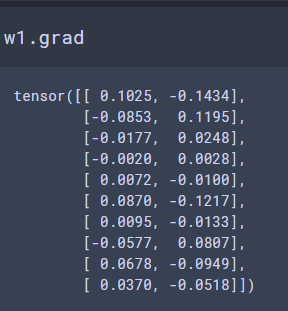 w1.grad
tensor([[ 0.1025, -0.1434],
        [-0.0853,  0.1195],
        [-0.0177,  0.0248],
        [-0.0020,  0.0028],
        [ 0.0072, -0.0100],
        [ 0.0870, -0.1217],
        [ 0.0095, -0.0133],
        [-0.0577,  0.0807],
        [ 0.0678, -0.0949],
        [ 0.0370, -0.0518]])